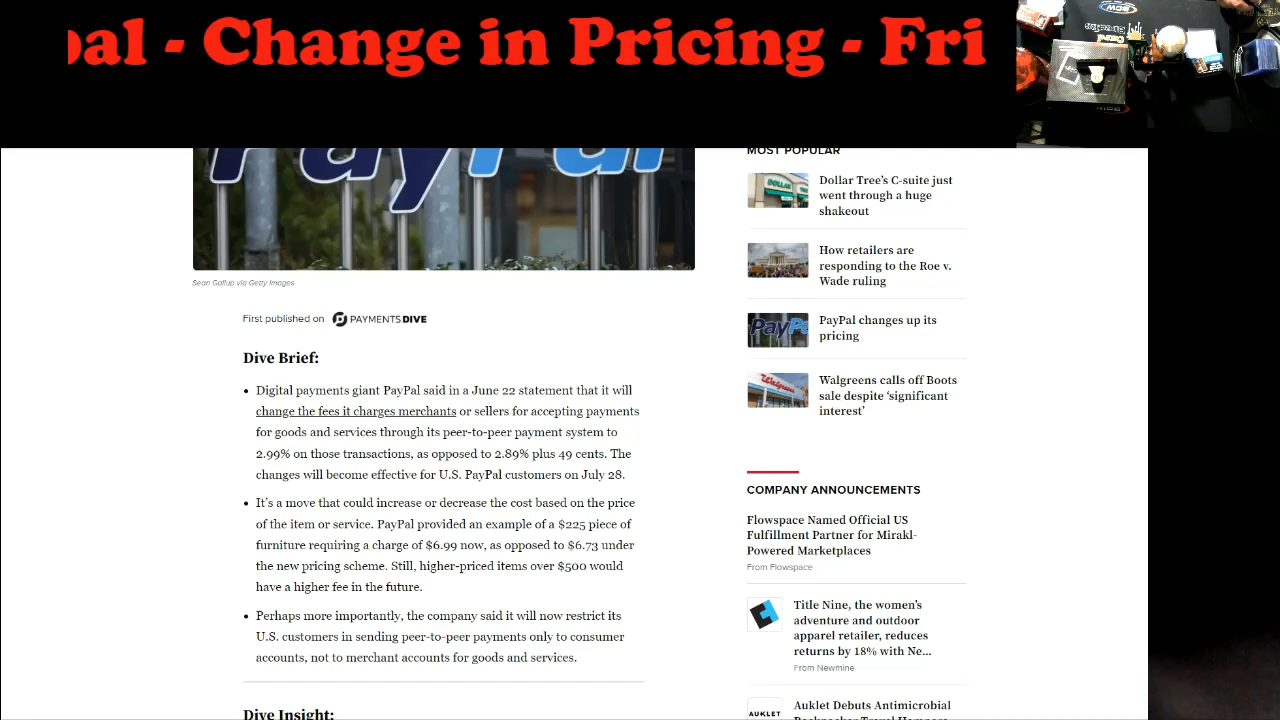 al - Change in Pricing - Fri
PayPal
Sean Gallup via Getty Images
First published on PAYMENTS DIVE
Dive Brief:
• Digital payments giant PayPal said in a June 22 statement that it will
change the fees it charges merchants or sellers for accepting payments
for goods and services through its peer-to-peer payment system to
2.99% on those transactions, as opposed to 2.89% plus 49 cents. The
changes will become effective for U.S. PayPal customers on July 28.
• It’s a move that could increase or decrease the cost based on the price
of the item or service. PayPal provided an example of a $225 piece of
furniture requiring a charge of $6.99 now, as opposed to $6.73 under
the new pricing scheme. Still, higher-priced items over $500 would
have a higher fee in the future.
• Perhaps more importantly, the company said it will now restrict its
U.S. customers in sending peer-to-peer payments only to consumer
accounts, not to merchant accounts for goods and services.
Dive Insight:
MOST POPULAR
DOLLAR
Dollar Tree’s C-suite just
went through a huge
shakeout
How retailers are
responding to the Roe v.
Wade ruling
PayPa
PayPal changes up its
pricing
Walgreens
Walgreens calls off Boots
sale despite ‘significant
interest’
COMPANY ANNOUNCEMENTS
Flowspace Named Official US
Fulfillment Partner for Mirakl-
Powered Marketplaces
From Flowspace
Title Nine, the women’s
adventure and outdoor
apparel retailer, reduces
returns by 18% with Ne...
From Newmine
AUKLET
Auklet Debuts Antimicrobial